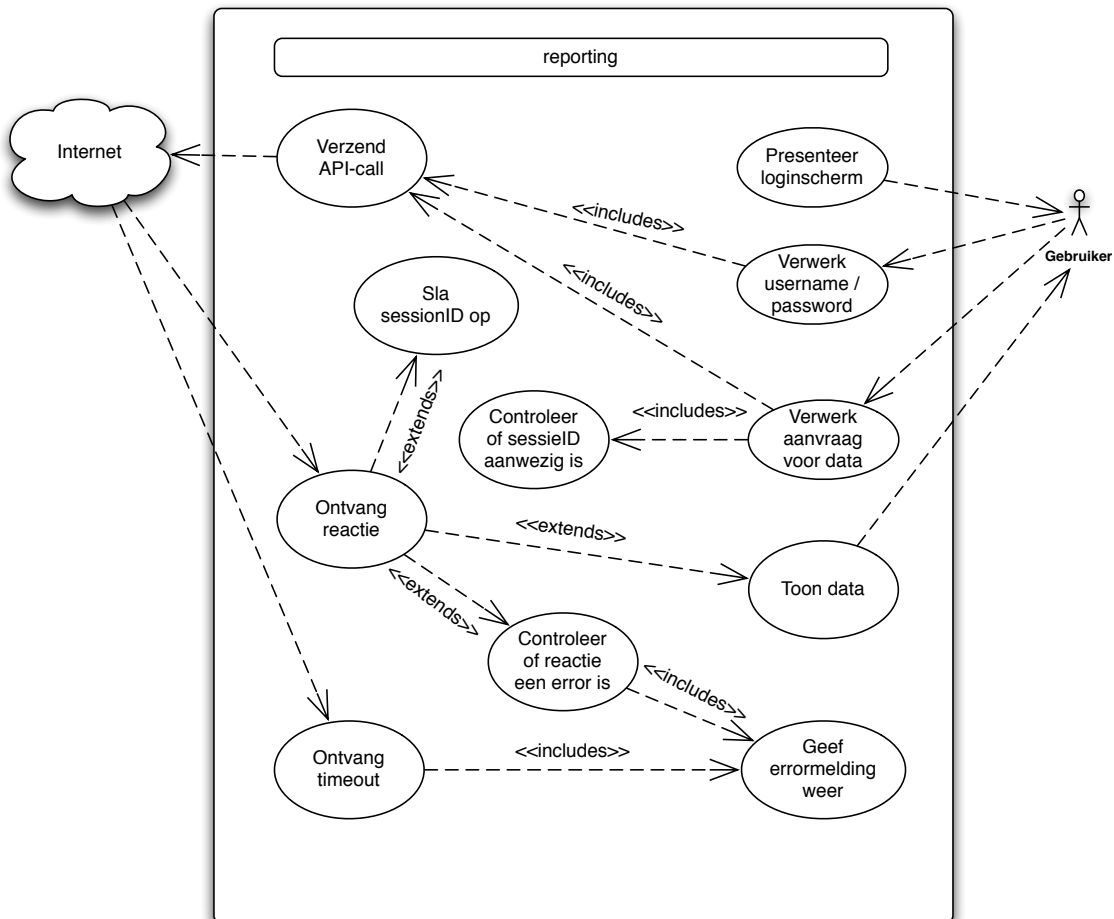 reporting
Internet
Verzend
API-call
Presenteer
loginscherm
<<includes>>
Gebruiker
Verwerk
username /
password
<<includes>>
Sla
sessionID op
<<extends>>
Controleer
of sessieID
aanwezig is
<<includes>>
Verwerk
aanvraag
voor data
Ontvang
reactie
<<extends>>
<<extends>>
Toon data
Controleer
of reactie
een error is
<<includes>>
Ontvang
timeout
<<includes>>
Geef
errormelding
weer